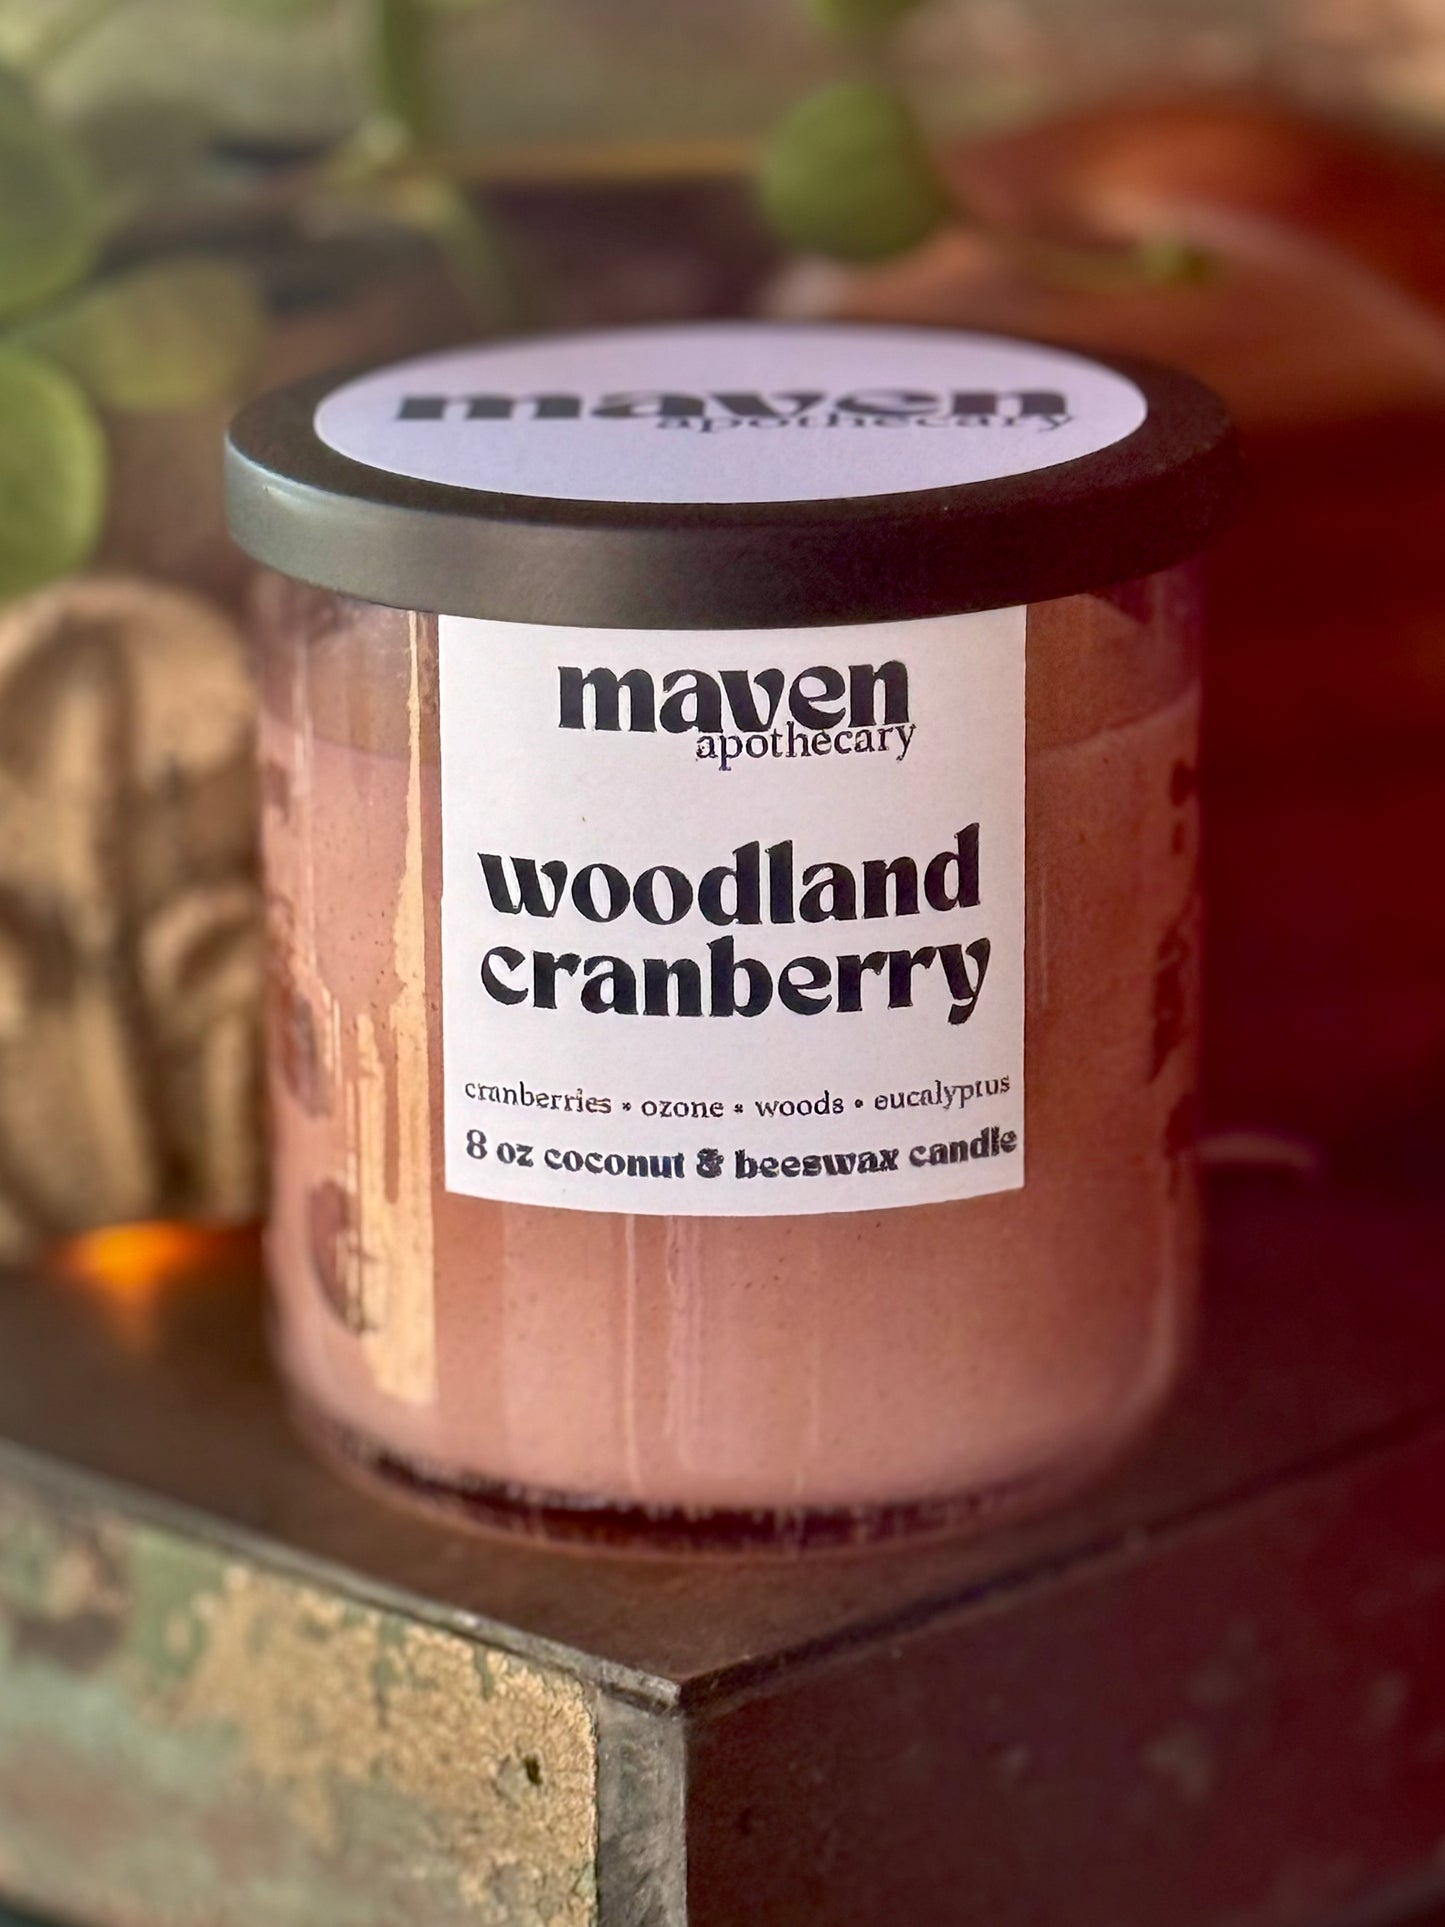 maven
apothecary
maven
apothecary
woodland
cranberry
cranberries • ozone • woods • eucalyptus
8 oz coconut & beeswax candle